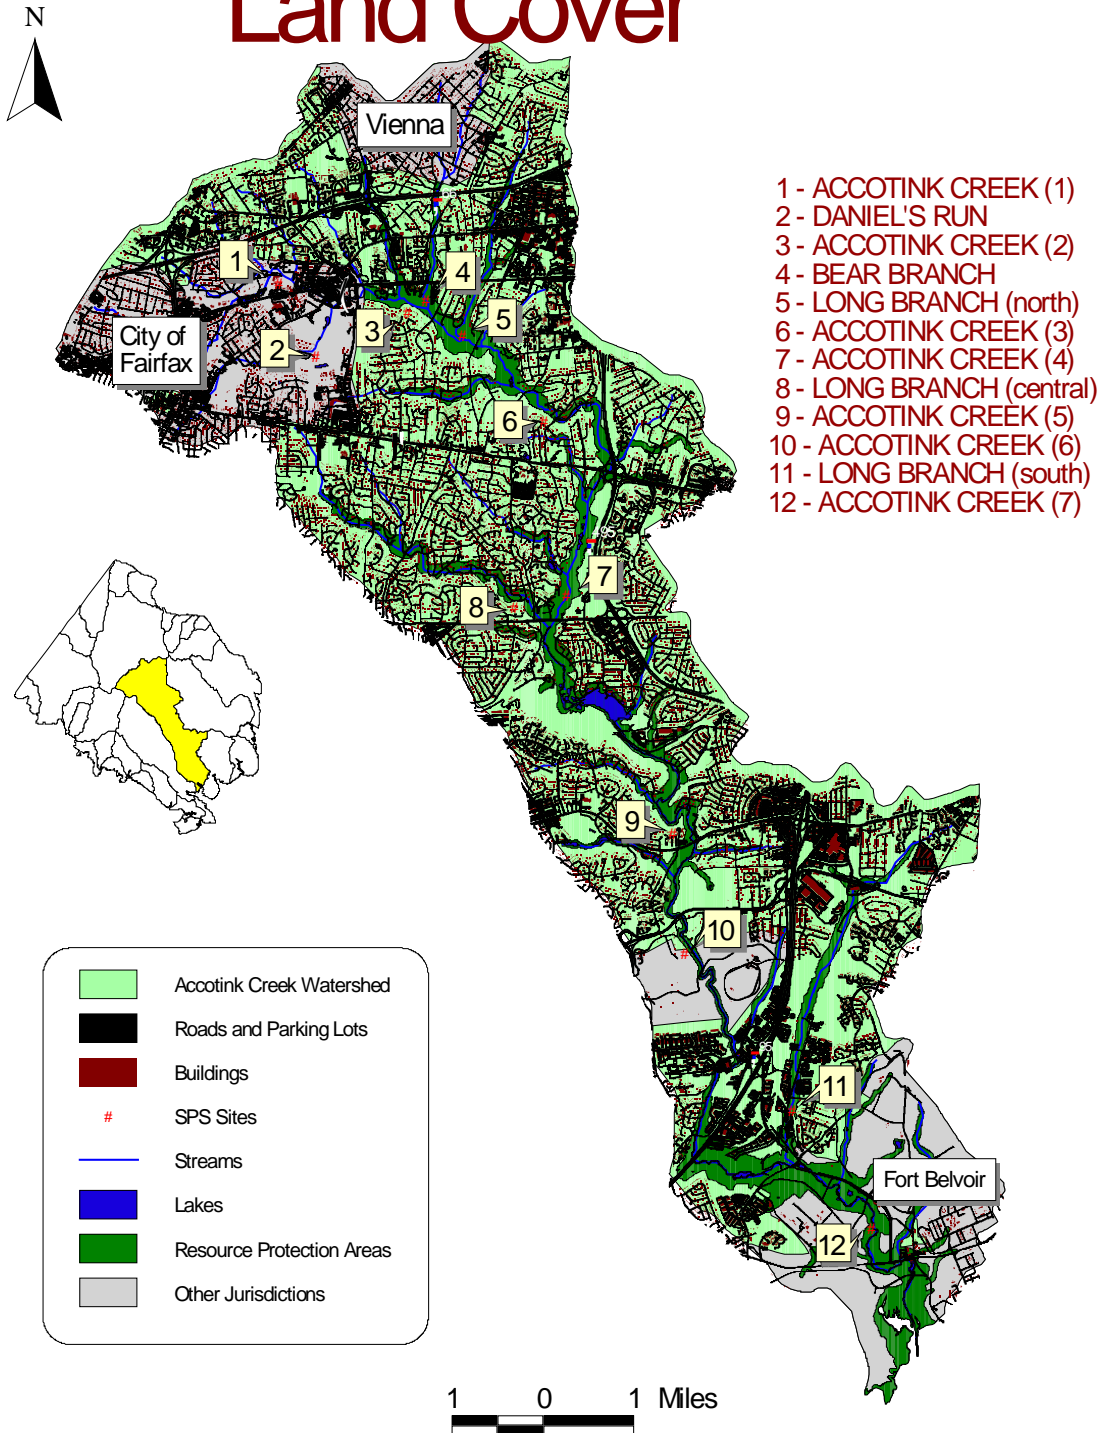 Land Cover
N
Vienna
1 - ACCOTINK CREEK (1)
2 - DANIEL'S RUN
3 - ACCOTINK CREEK (2)
4 - BEAR BRANCH
5 - LONG BRANCH (north)
6 - ACCOTINK CREEK (3)
7 - ACCOTINK CREEK (4)
8 - LONG BRANCH (central)
9 - ACCOTINK CREEK (5)
10 - ACCOTINK CREEK (6)
11 - LONG BRANCH (south)
12 - ACCOTINK CREEK (7)
1
4
5
3
City of
Fairfax
2
6
7
8
9
10
11
Fort Belvoir
12
Accotink Creek Watershed
Roads and Parking Lots
Buildings
# SPS Sites
Streams
Lakes
Resource Protection Areas
Other Jurisdictions
1 0 1 Miles